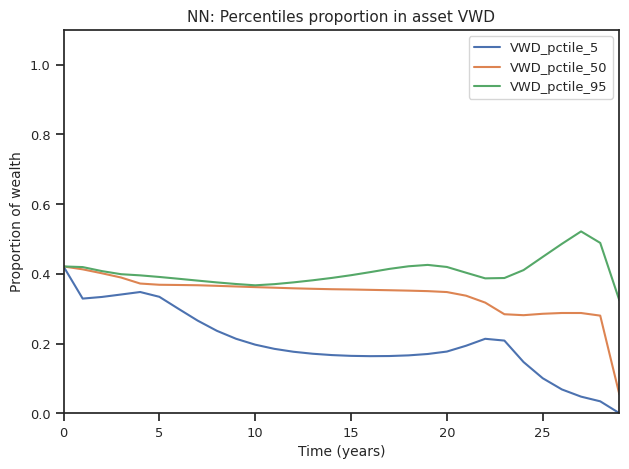 NN: Percentiles proportion in asset VWD
VWD_pctile_5
VWD_pctile_50
VWD_pctile_95
Proportion of wealth
1.0
0.8
0.6
0.4
0.2
0.0
0 5 10 15 20 25
Time (years)